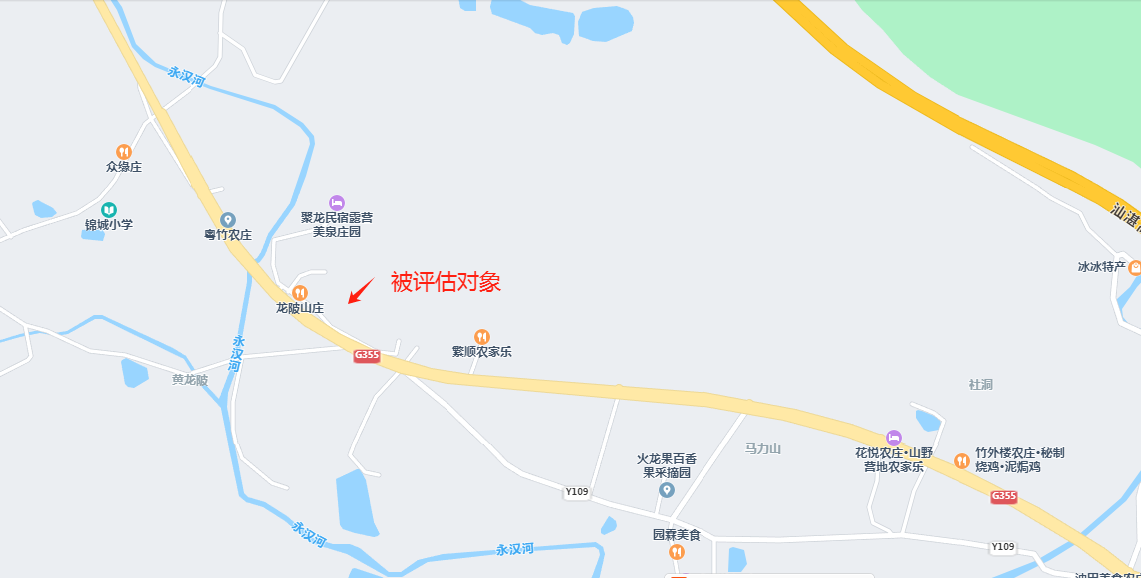 永汉河
众缘庄
锦城小学
粤竹农庄
聚龙民宿露营
美泉庄园
汕湛
冰冰特产
被评估对象
龙陂山庄
永汉河
G355
繁顺农家乐
黄龙陂
社洞
马力山
花悦农庄•山野
营地农家乐
竹外楼农庄•秘制
烧鸡•泥焗鸡
火龙果百香
果采摘园
Y109
G355
园霖美食
永汉河
永汉河
Y109